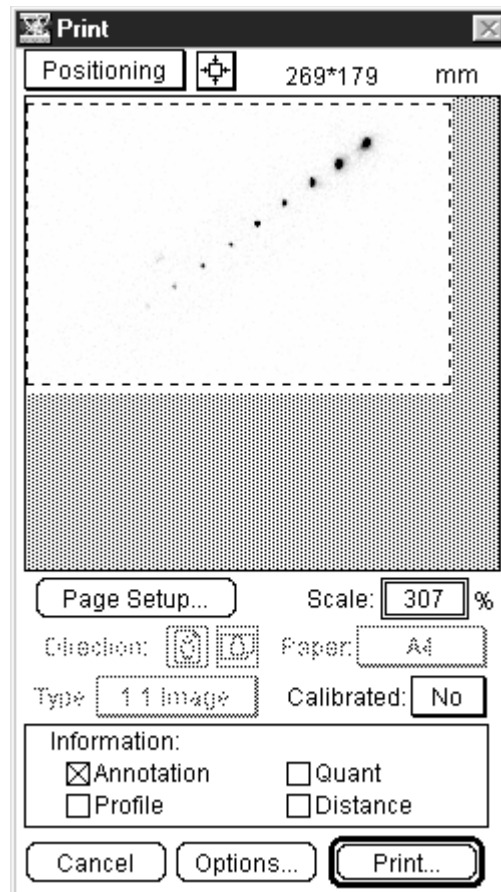 Print
Positioning 269*179 mm
Page Setup... Scale: 307 %
Direction: Paper: A4
Type 1 1 Image Calibrated: No
Information:
Annotation Quant
Profile Distance
Cancel Options... Print...